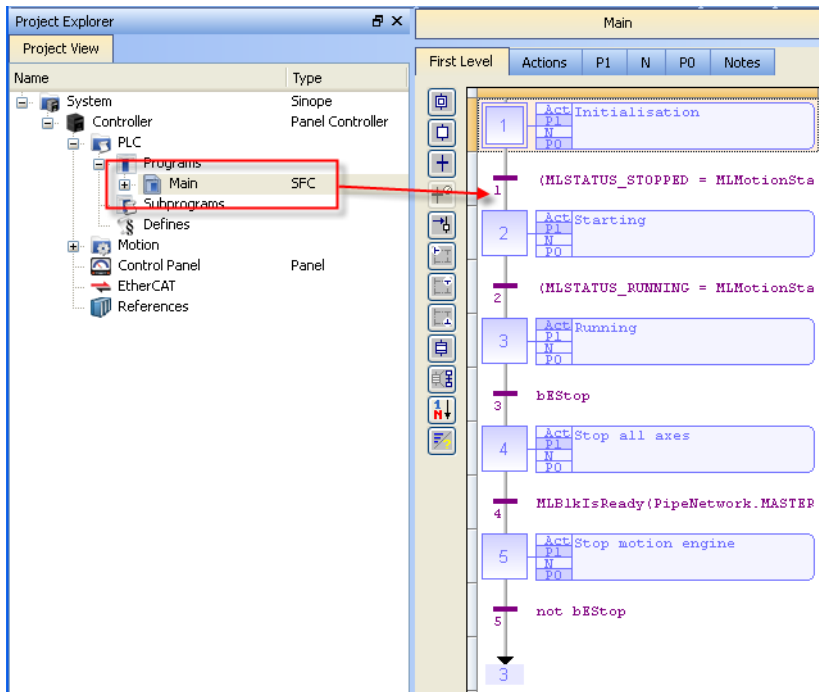 Project Explorer
Project View
Name Type
System Sinope
Controller Panel Controller
PLC
Programs
Main SFC
Subprograms
Defines
Motion
Control Panel Panel
EtherCAT
References
Main
First Level Actions P1 N P0 Notes
1 Act Initialisation
P1
N
P0
1 (MLSTATUS_STOPPED = MLMotionSta
2 Act Starting
P1
N
P0
2 (MLSTATUS_RUNNING = MLMotionSta
3 Act Running
P1
N
P0
3 bEStop
4 Act Stop all axes
P1
N
P0
4 MLBlkIsReady(PipeNetwork.MASTER
5 Act Stop motion engine
P1
N
P0
5 not bEStop
3